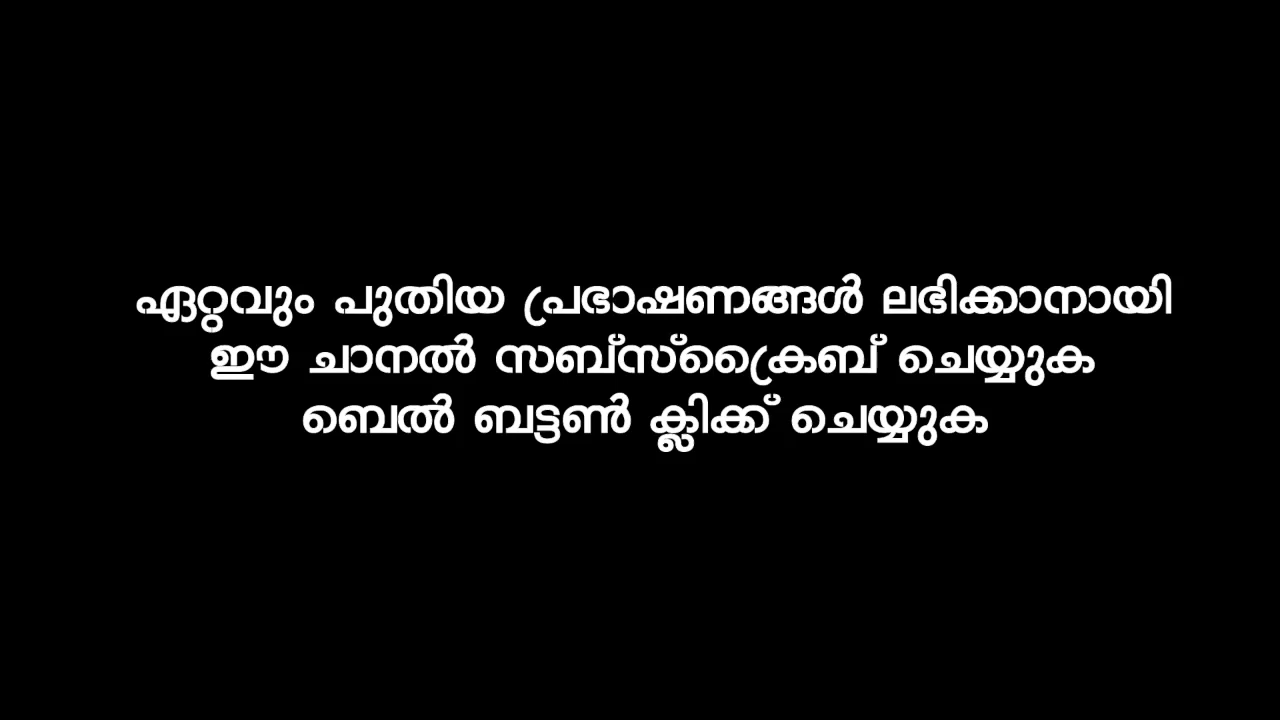 ഏറ്റവും പുതിയ പ്രഭാഷണങ്ങൾ ലഭിക്കാനായി
ഈ ചാനൽ സബ്സ്ക്രൈബ് ചെയ്യുക
ബെൽ ബട്ടൺ ക്ലിക്ക് ചെയ്യുക